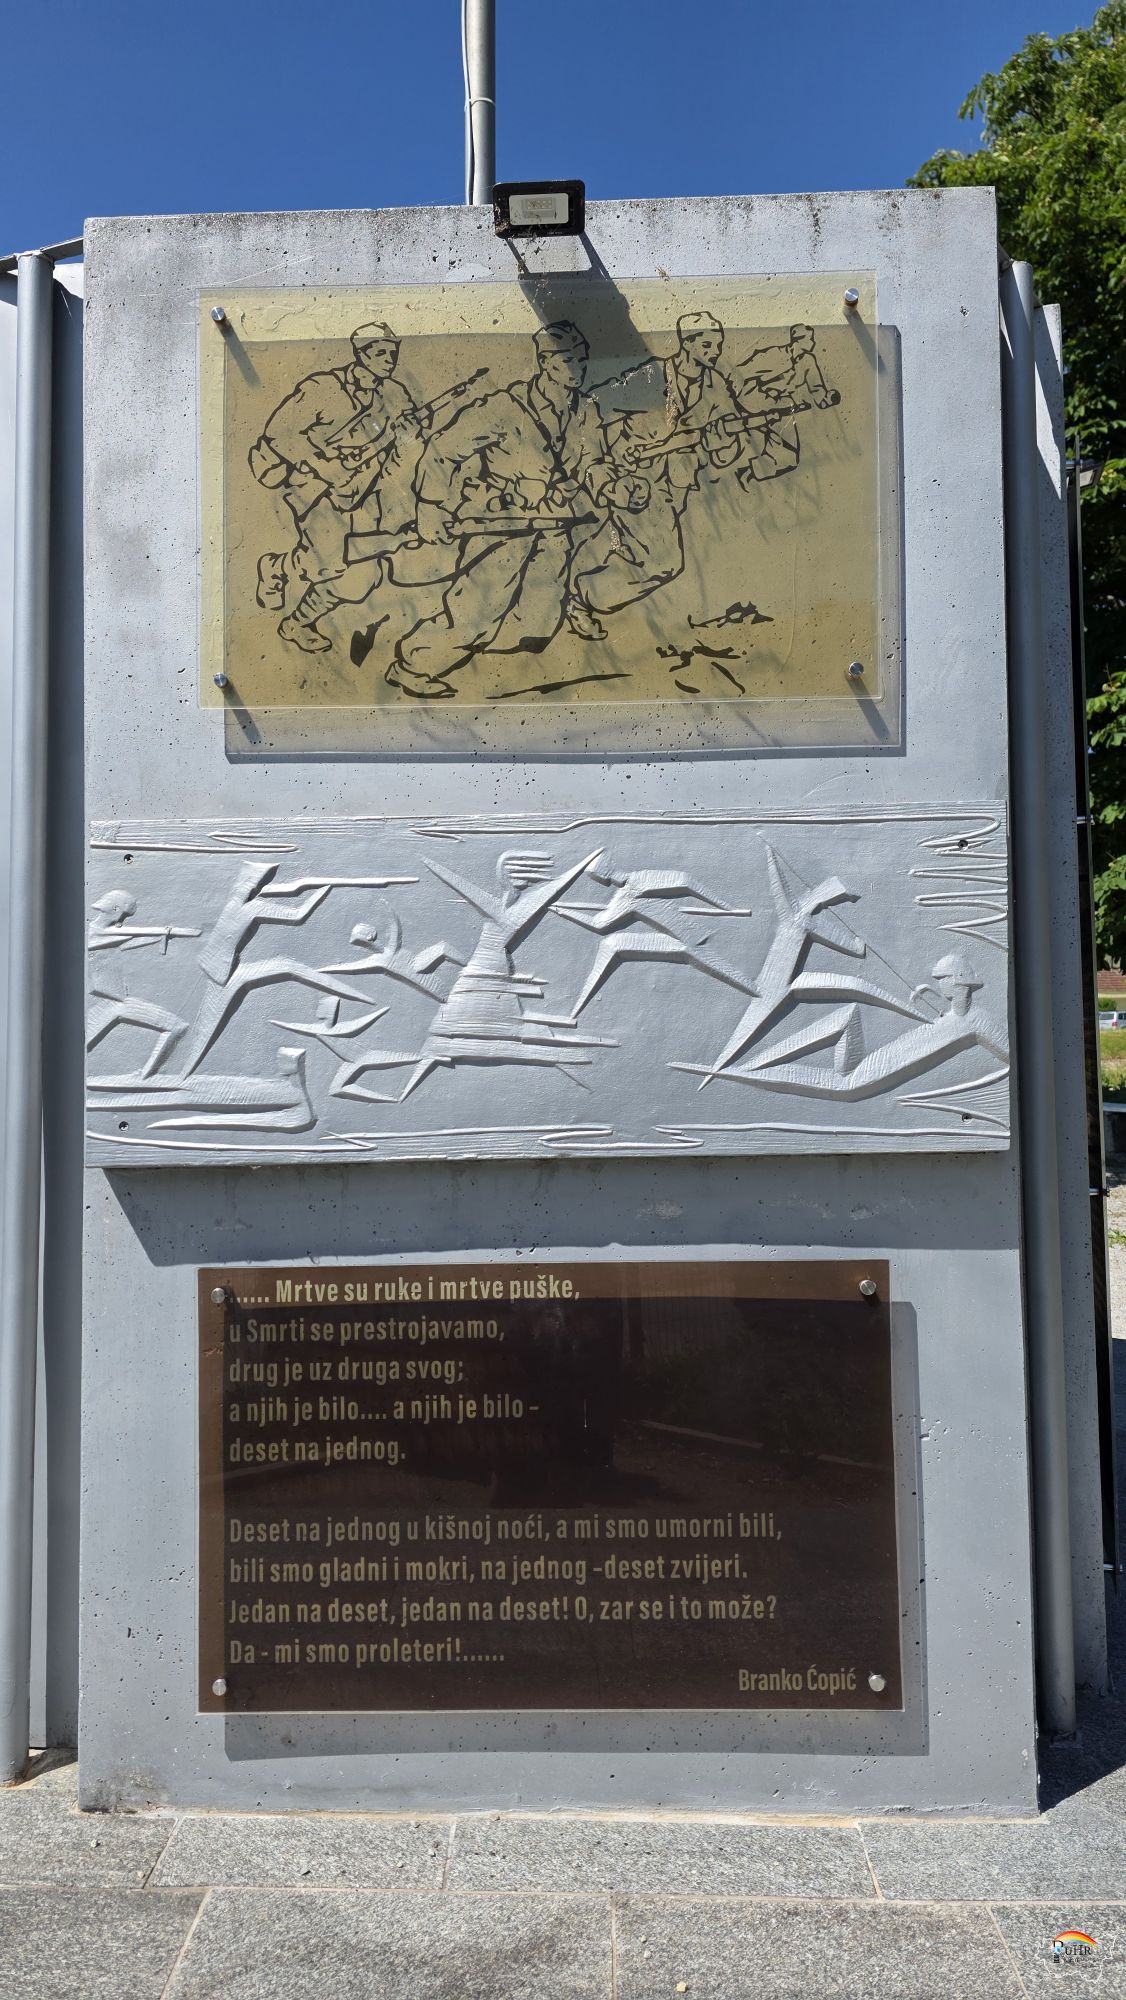 ...... Mrtve su ruke i mrtve puške,
u Smrti se prestrojavamo,
drug je uz druga svog;
a njih je bilo.... a njih je bilo -
deset na jednog.
Deset na jednog u kišnoj noći, a mi smo umorni bili,
bili smo gladni i mokri, na jednog -deset zvijeri.
Jedan na deset, jedan na deset! O, zar se i to može?
Da - mi smo proleteri!......
Branko Ćopić